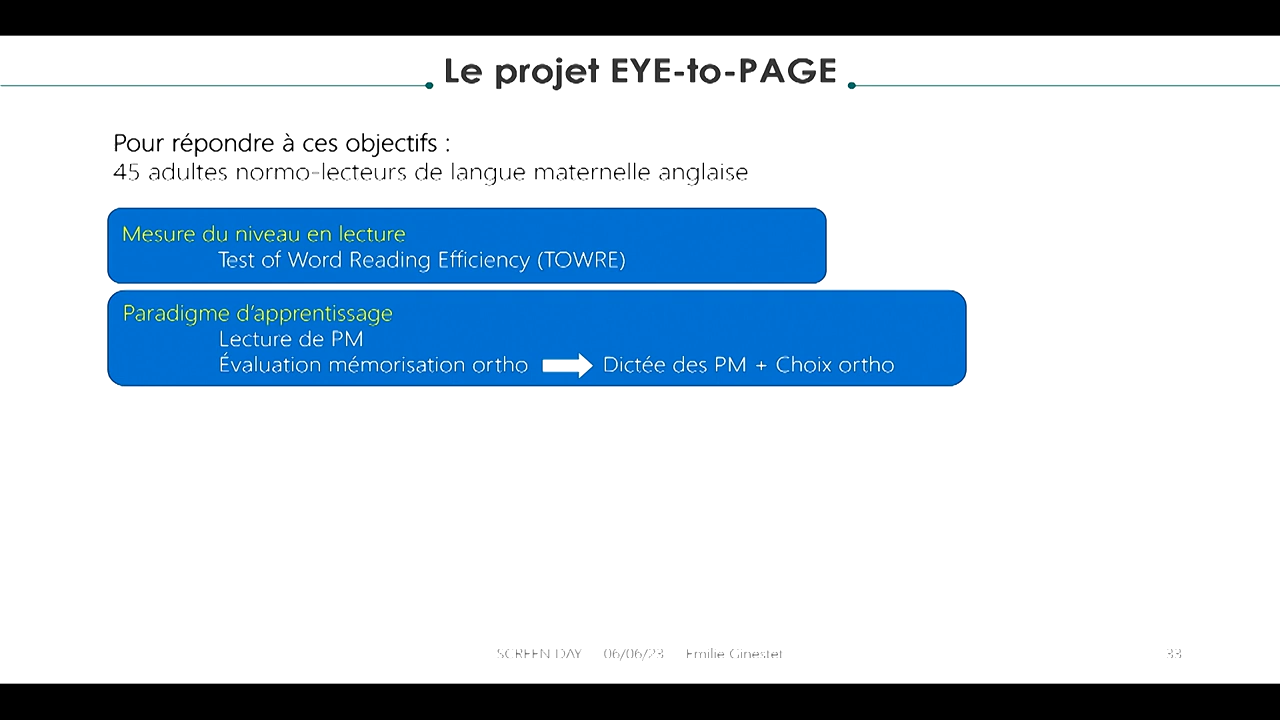 Le projet EYE-to-PAGE
Pour répondre à ces objectifs :
45 adultes normo-lecteurs de langue maternelle anglaise
Mesure du niveau en lecture
Test of Word Reading Efficiency (TOWRE)
Paradigme d'apprentissage
Lecture de PM
Évaluation mémorisation ortho Dictée des PM + Choix ortho
SCREEN DAY 06/06/23 Emilie Ginestet 33